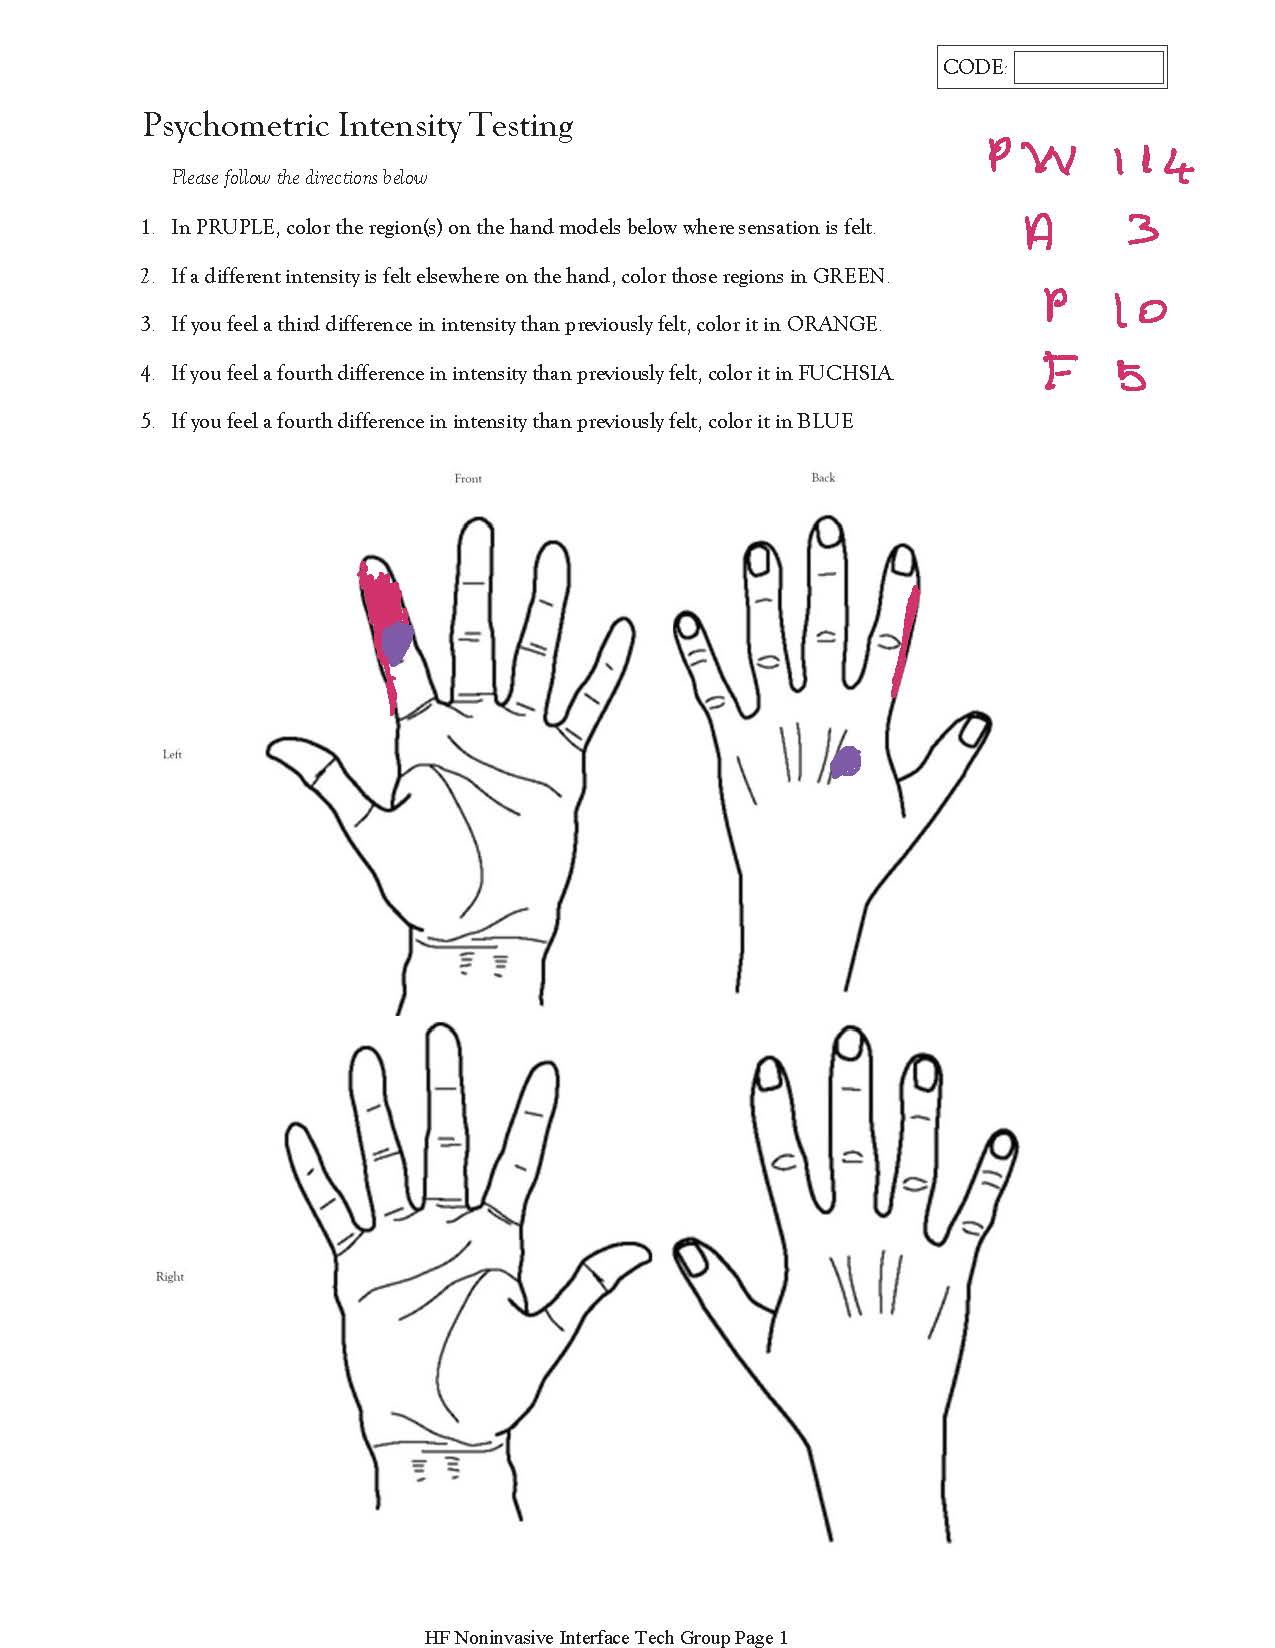 CODE:
Psychometric Intensity Testing
PW 114
Please follow the directions below
1. In PRUPLE, color the region(s) on the hand models below where sensation is felt.
A 3
2. If a different intensity is felt elsewhere on the hand, color those regions in GREEN.
P 10
3. If you feel a third difference in intensity than previously felt, color it in ORANGE.
F 5
4. If you feel a fourth difference in intensity than previously felt, color it in FUCHSIA.
5. If you feel a fourth difference in intensity than previously felt, color it in BLUE
Front Back
Left
Right
HF Noninvasive Interface Tech Group Page 1